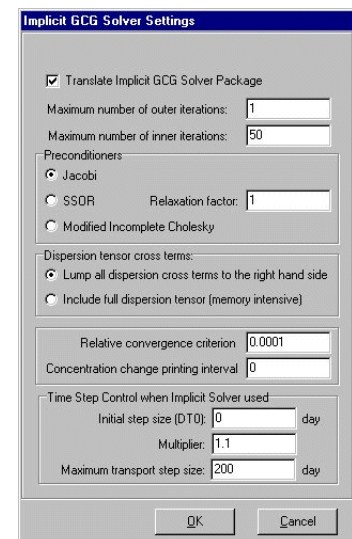 Implicit GCG Solver Settings
Translate Implicit GCG Solver Package
Maximum number of outer iterations: 1
Maximum number of inner iterations: 50
Preconditioners
Jacobi
SSOR Relaxation factor: 1
Modified Incomplete Cholesky
Dispersion tensor cross terms:
Lump all dispersion cross terms to the right hand side
Include full dispersion tensor (memory intensive)
Relative convergence criterion 0.0001
Concentration change printing interval 0
Time Step Control when Implicit Solver used
Initial step size (DT0): 0 day
Multiplier: 1.1
Maximum transport step size: 200 day
OK Cancel